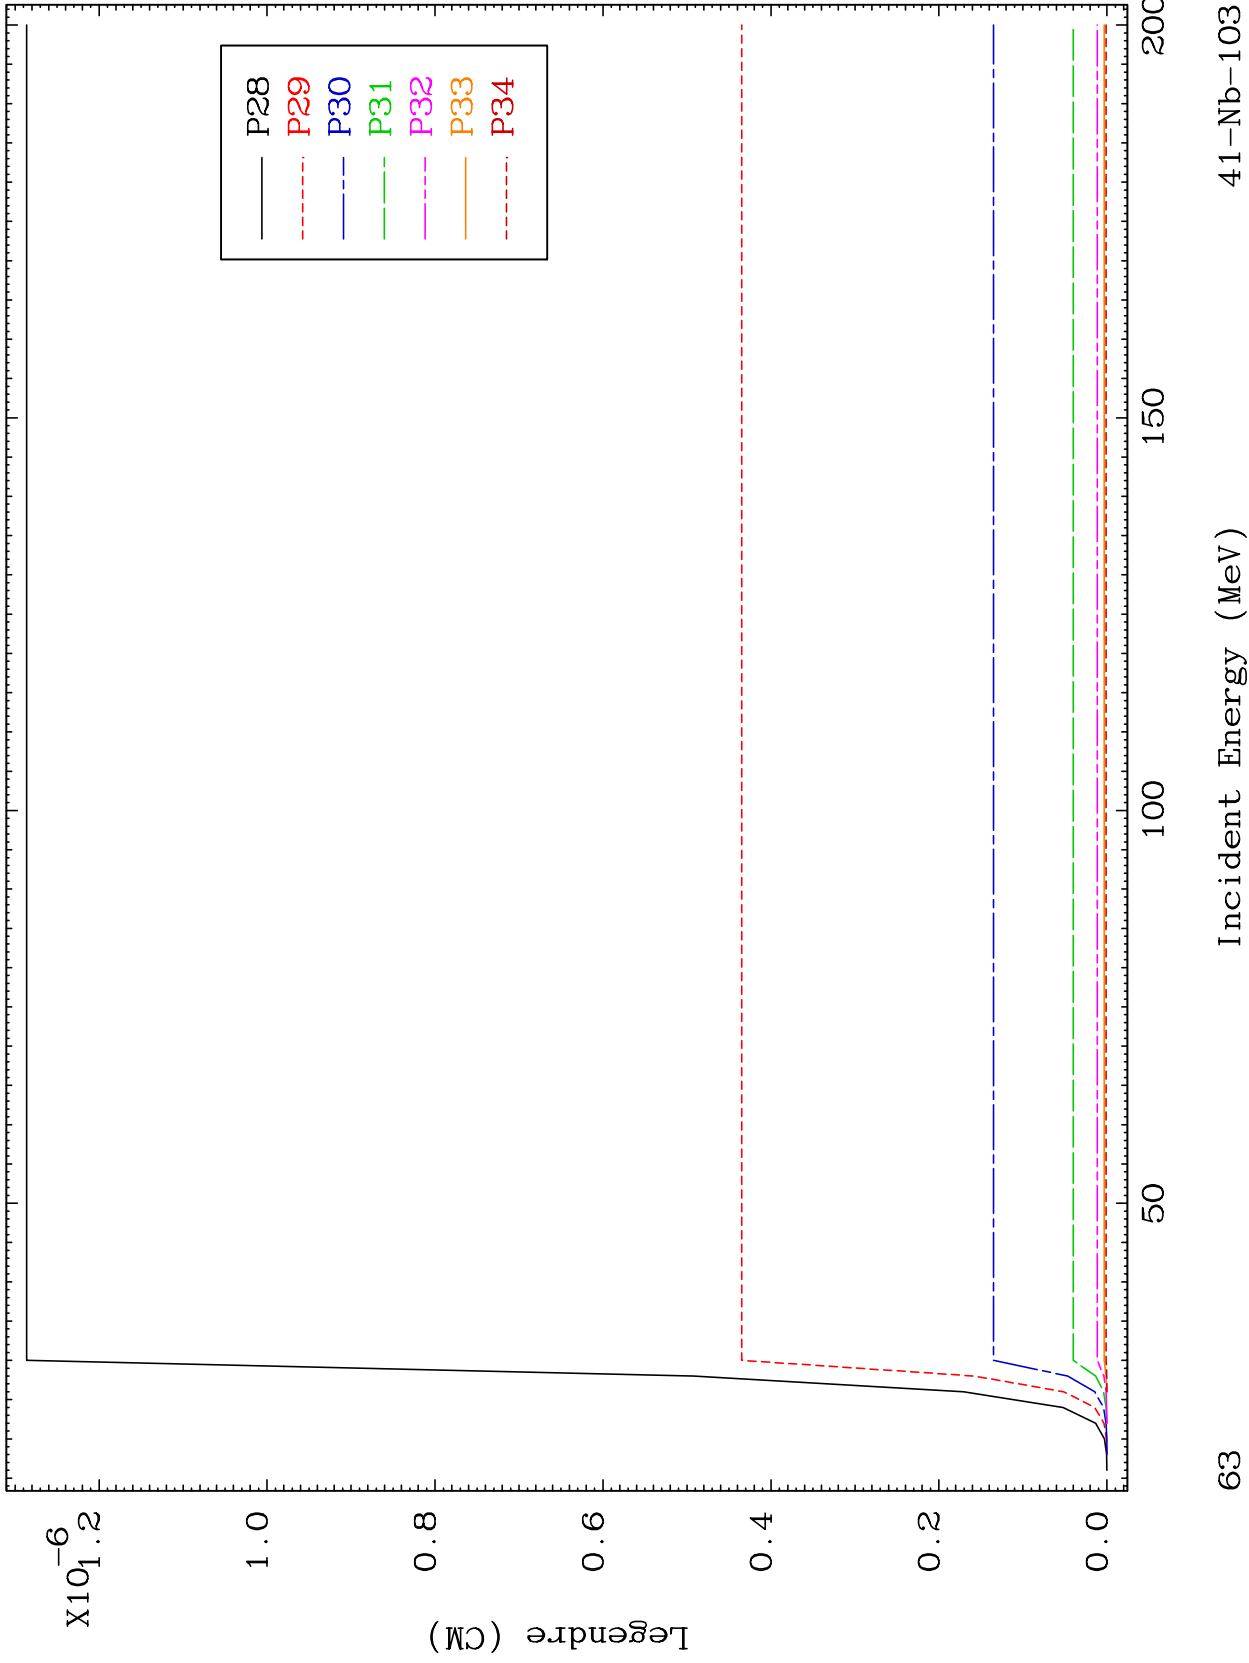 X10-6
1.2
1.0
0.8
0.6
0.4
0.2
0.0
Legendre (CM)
P28
P29
P30
P31
P32
P33
P34
50
100
150
200
Incident Energy (MeV)
63
41-Nb-103